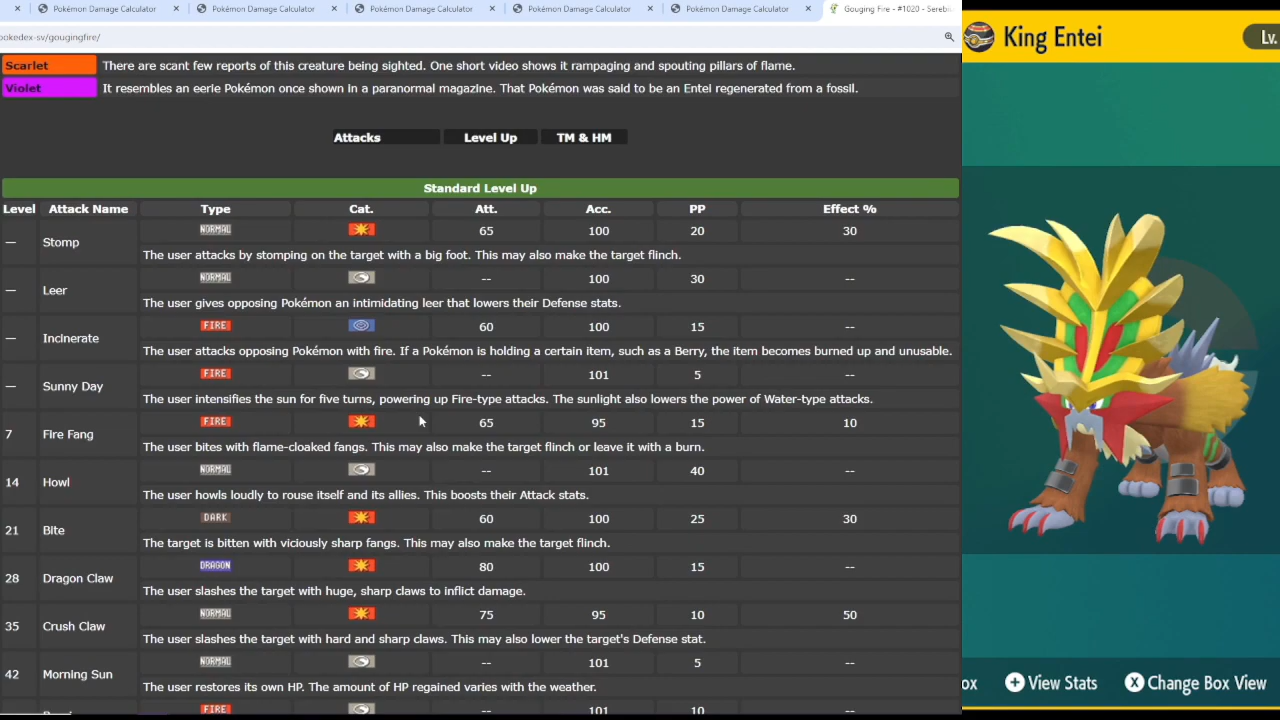 Pokémon Damage Calculator
Pokémon Damage Calculator
Pokémon Damage Calculator
Pokémon Damage Calculator
Pokémon Damage Calculator
Gouging Fire - #1020 - Serebii
ookedex-sv/gougingfire/
Scarlet There are scant few reports of this creature being sighted. One short video shows it rampaging and spouting pillars of flame.
Violet It resembles an eerie Pokémon once shown in a paranormal magazine. That Pokémon was said to be an Entei regenerated from a fossil.
Attacks Level Up TM & HM
Standard Level Up
Level Attack Name Type Cat. Att. Acc. PP Effect %
— Stomp NORMAL 65 100 20 30
The user attacks by stomping on the target with a big foot. This may also make the target flinch.
— Leer NORMAL -- 100 30 --
The user gives opposing Pokémon an intimidating leer that lowers their Defense stats.
— Incinerate FIRE 60 100 15 --
The user attacks opposing Pokémon with fire. If a Pokémon is holding a certain item, such as a Berry, the item becomes burned up and unusable.
— Sunny Day FIRE -- 101 5 --
The user intensifies the sun for five turns, powering up Fire-type attacks. The sunlight also lowers the power of Water-type attacks.
7 Fire Fang FIRE 65 95 15 10
The user bites with flame-cloaked fangs. This may also make the target flinch or leave it with a burn.
14 Howl NORMAL -- 101 40 --
The user howls loudly to rouse itself and its allies. This boosts their Attack stats.
21 Bite DARK 60 100 25 30
The target is bitten with viciously sharp fangs. This may also make the target flinch.
28 Dragon Claw DRAGON 80 100 15 --
The user slashes the target with huge, sharp claws to inflict damage.
35 Crush Claw NORMAL 75 95 10 50
The user slashes the target with hard and sharp claws. This may also lower the target's Defense stat.
42 Morning Sun NORMAL -- 101 5 --
The user restores its own HP. The amount of HP regained varies with the weather.
FIRE -- 101 10 --
King Entei
Lv.
ox + View Stats X Change Box View